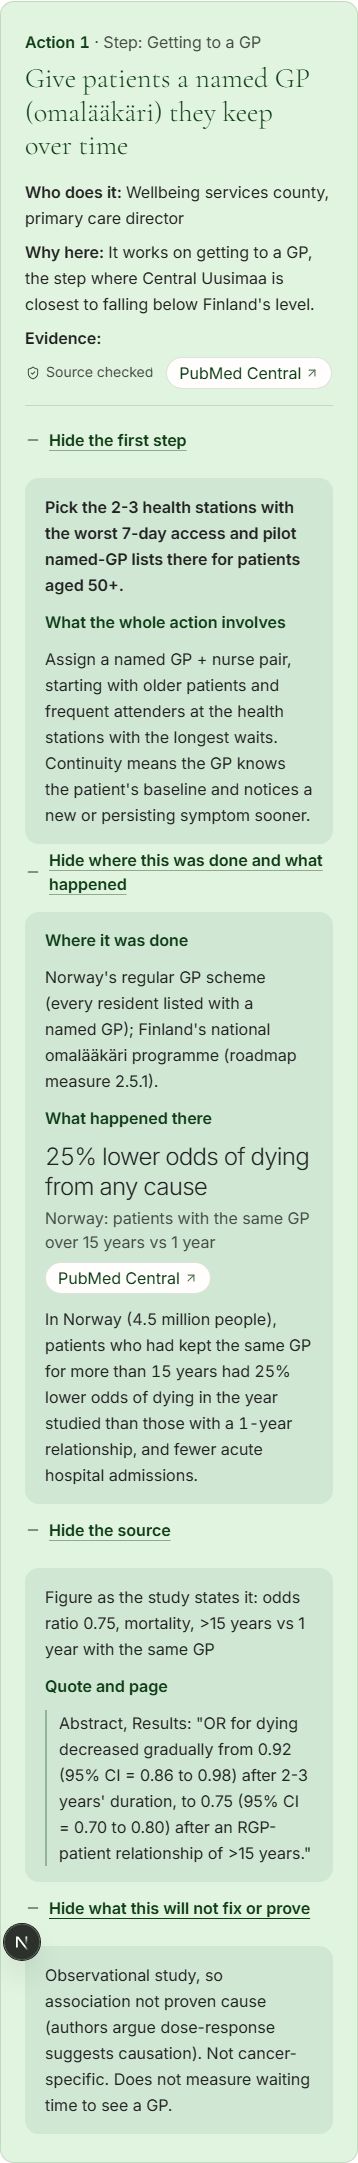 Action 1 · Step: Getting to a GP
Give patients a named GP
(omalääkäri) they keep
over time
Who does it: Wellbeing services county,
primary care director
Why here: It works on getting to a GP,
the step where Central Uusimaa is
closest to falling below Finland's level.
Evidence:
Source checked PubMed Central ↗
— Hide the first step
Pick the 2-3 health stations with
the worst 7-day access and pilot
named-GP lists there for patients
aged 50+.
What the whole action involves
Assign a named GP + nurse pair,
starting with older patients and
frequent attenders at the health
stations with the longest waits.
Continuity means the GP knows
the patient's baseline and notices a
new or persisting symptom sooner.
— Hide where this was done and what
happened
Where it was done
Norway's regular GP scheme
(every resident listed with a
named GP); Finland's national
omalääkäri programme (roadmap
measure 2.5.1).
What happened there
25% lower odds of dying
from any cause
Norway: patients with the same GP
over 15 years vs 1 year
PubMed Central ↗
In Norway (4.5 million people),
patients who had kept the same GP
for more than 15 years had 25%
lower odds of dying in the year
studied than those with a 1-year
relationship, and fewer acute
hospital admissions.
— Hide the source
Figure as the study states it: odds
ratio 0.75, mortality, >15 years vs 1
year with the same GP
Quote and page
Abstract, Results: "OR for dying
decreased gradually from 0.92
(95% CI = 0.86 to 0.98) after 2-3
years' duration, to 0.75 (95% CI
= 0.70 to 0.80) after an RGP-
patient relationship of >15 years."
— Hide what this will not fix or prove
N
Observational study, so
association not proven cause
(authors argue dose-response
suggests causation). Not cancer-
specific. Does not measure waiting
time to see a GP.